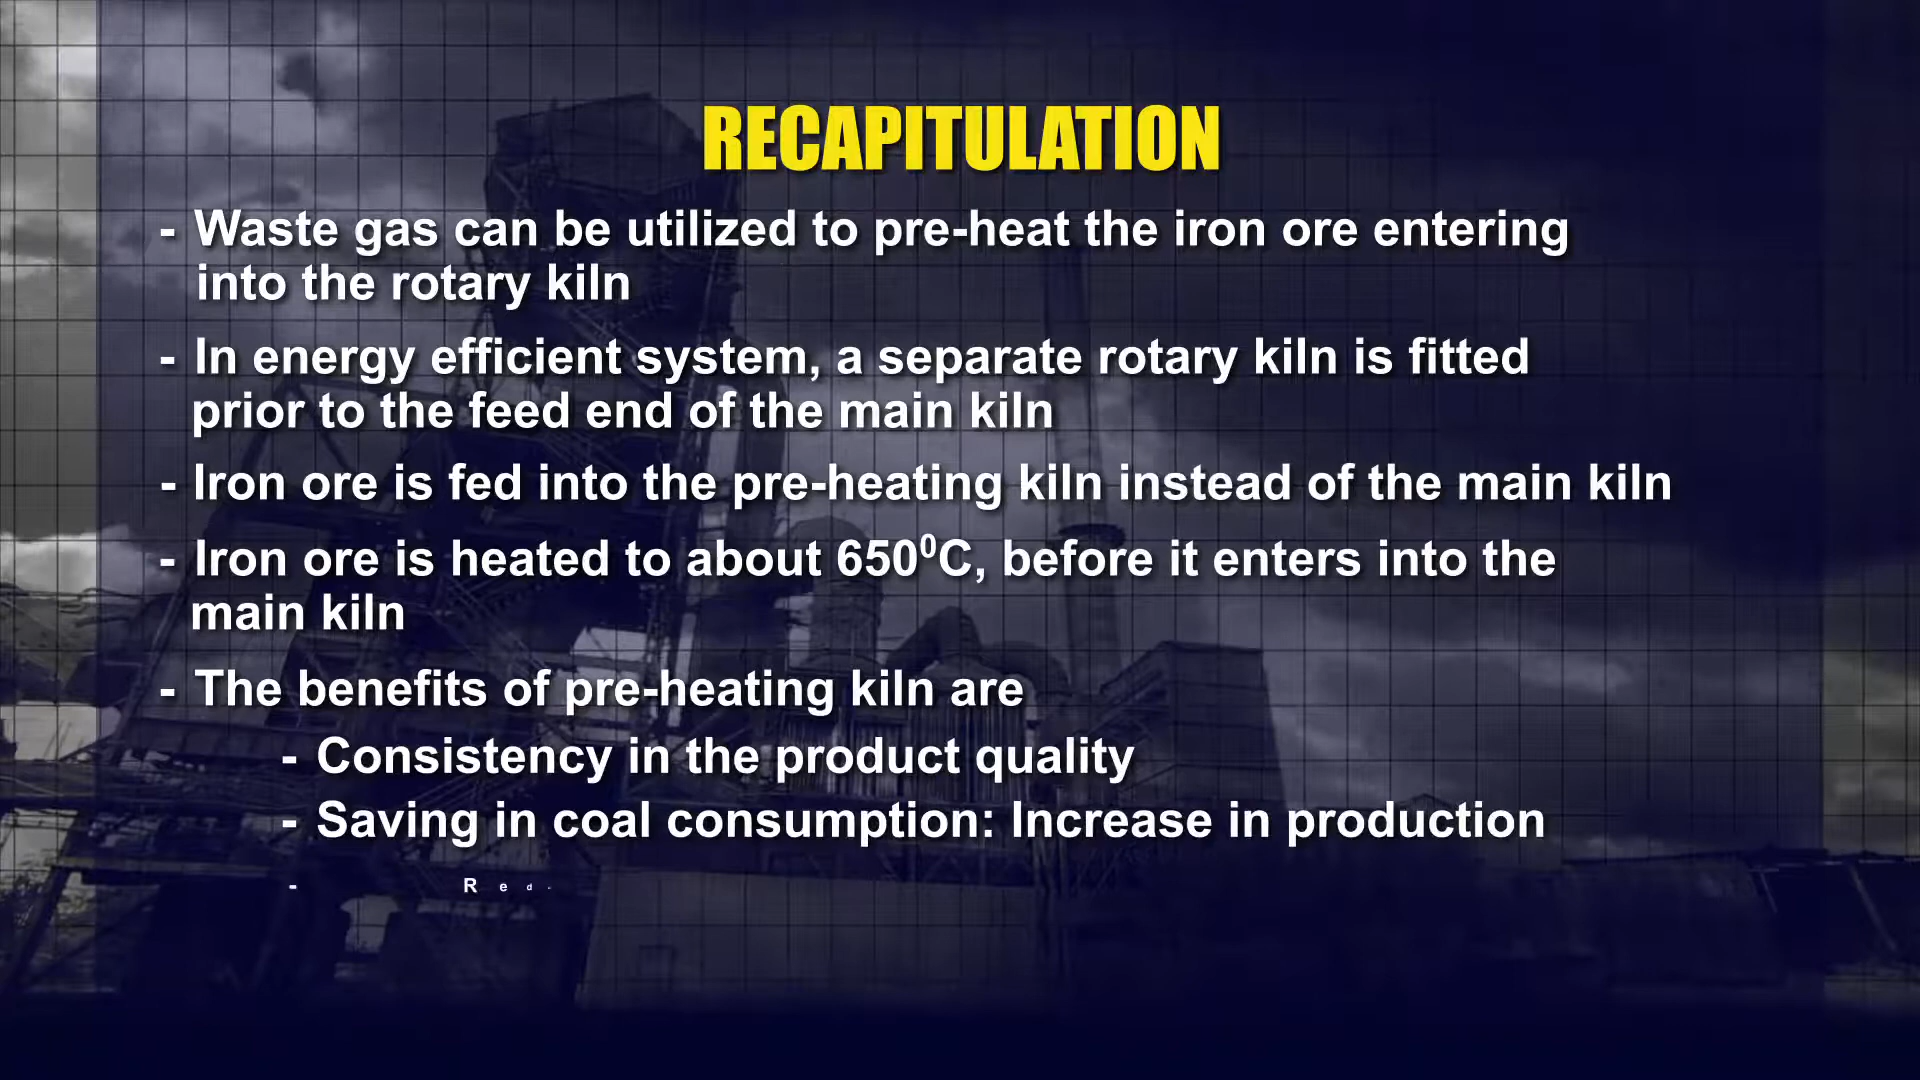 RECAPITULATION
- Waste gas can be utilized to pre-heat the iron ore entering
into the rotary kiln
- In energy efficient system, a separate rotary kiln is fitted
prior to the feed end of the main kiln
- Iron ore is fed into the pre-heating kiln instead of the main kiln
- Iron ore is heated to about 650⁰C, before it enters into the
main kiln
- The benefits of pre-heating kiln are
- Consistency in the product quality
- Saving in coal consumption: Increase in production
- Red